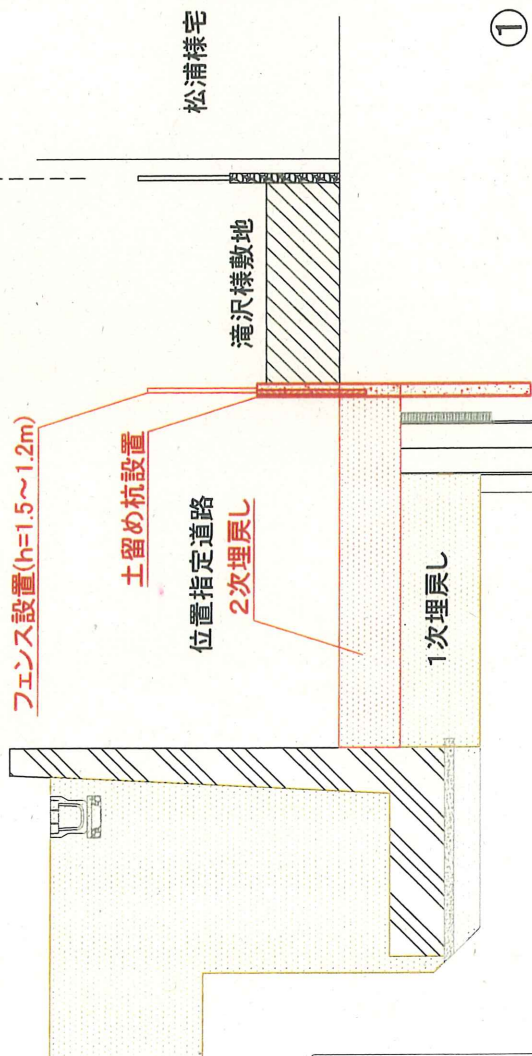 フェンス設置(h=1.5～1.2m)
土留め杭設置
位置指定道路
2次埋戻し
1次埋戻し
滝沢様敷地
松浦様宅
①